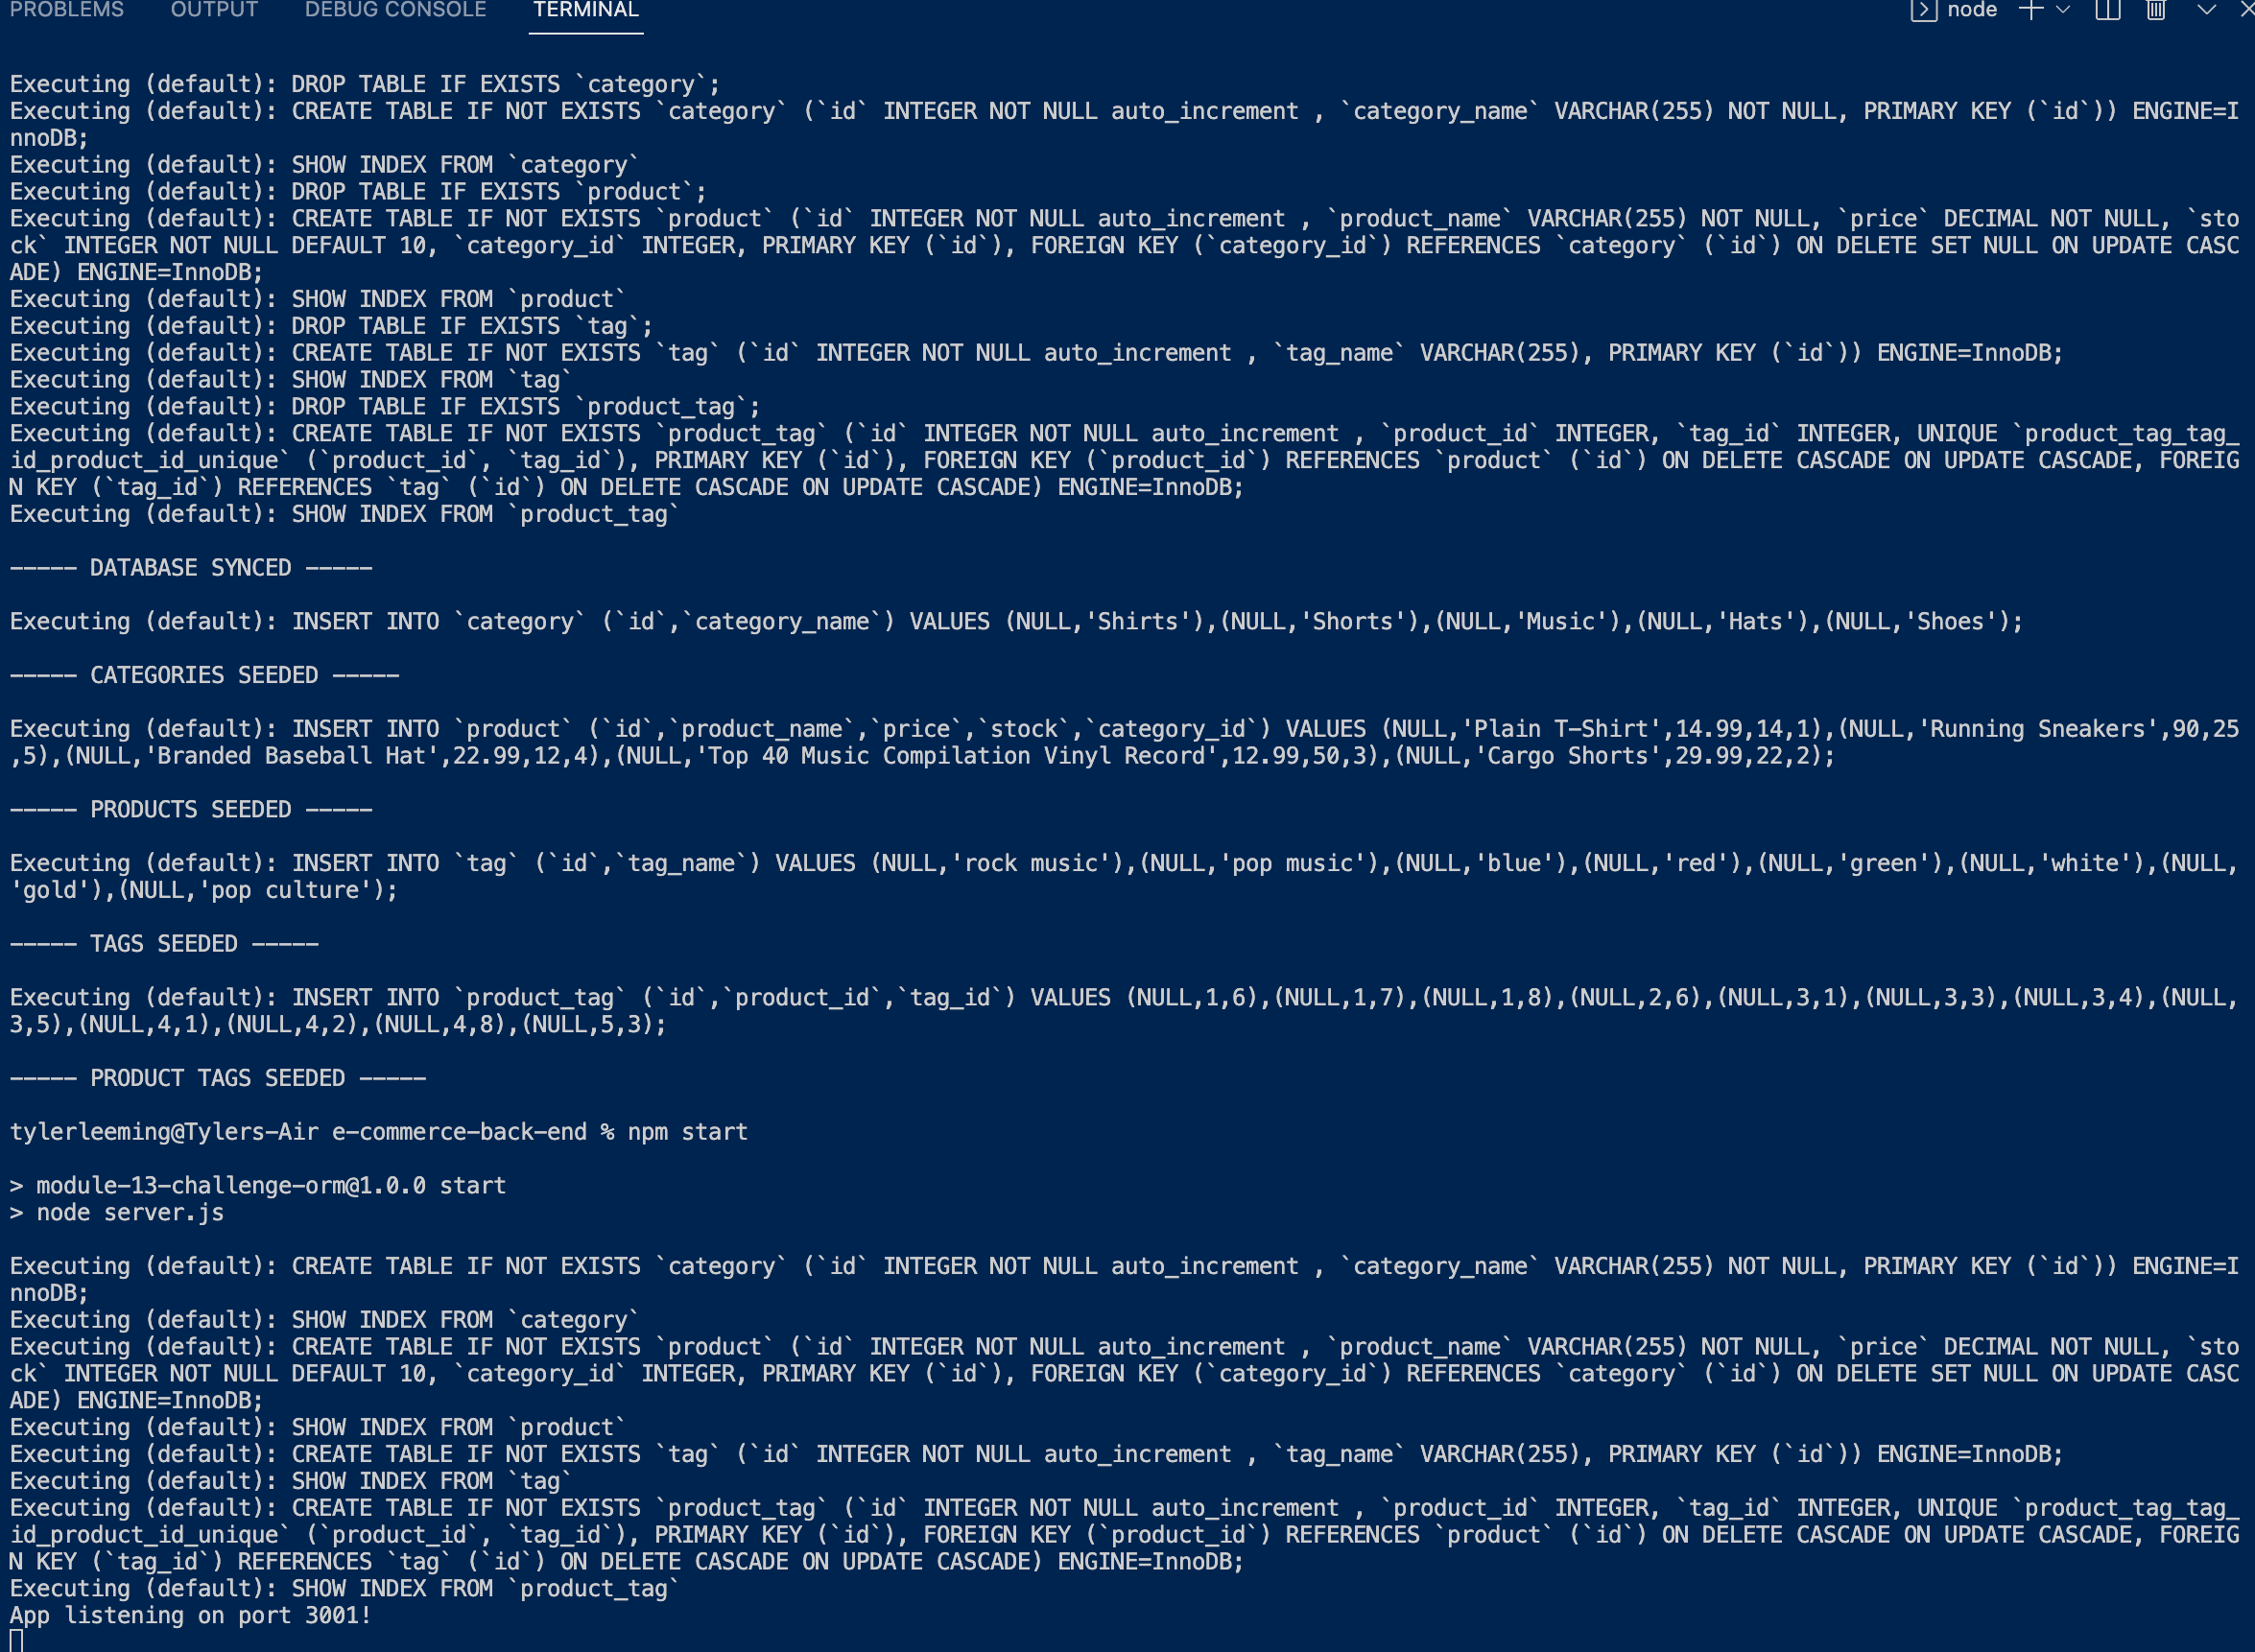 PROBLEMS OUTPUT DEBUG CONSOLE TERMINAL node
Executing (default): DROP TABLE IF EXISTS `category`;
Executing (default): CREATE TABLE IF NOT EXISTS `category` (`id` INTEGER NOT NULL auto_increment , `category_name` VARCHAR(255) NOT NULL, PRIMARY KEY (`id`)) ENGINE=I
nnoDB;
Executing (default): SHOW INDEX FROM `category`
Executing (default): DROP TABLE IF EXISTS `product`;
Executing (default): CREATE TABLE IF NOT EXISTS `product` (`id` INTEGER NOT NULL auto_increment , `product_name` VARCHAR(255) NOT NULL, `price` DECIMAL NOT NULL, `sto
ck` INTEGER NOT NULL DEFAULT 10, `category_id` INTEGER, PRIMARY KEY (`id`), FOREIGN KEY (`category_id`) REFERENCES `category` (`id`) ON DELETE SET NULL ON UPDATE CASC
ADE) ENGINE=InnoDB;
Executing (default): SHOW INDEX FROM `product`
Executing (default): DROP TABLE IF EXISTS `tag`;
Executing (default): CREATE TABLE IF NOT EXISTS `tag` (`id` INTEGER NOT NULL auto_increment , `tag_name` VARCHAR(255), PRIMARY KEY (`id`)) ENGINE=InnoDB;
Executing (default): SHOW INDEX FROM `tag`
Executing (default): DROP TABLE IF EXISTS `product_tag`;
Executing (default): CREATE TABLE IF NOT EXISTS `product_tag` (`id` INTEGER NOT NULL auto_increment , `product_id` INTEGER, `tag_id` INTEGER, UNIQUE `product_tag_tag_
id_product_id_unique` (`product_id`, `tag_id`), PRIMARY KEY (`id`), FOREIGN KEY (`product_id`) REFERENCES `product` (`id`) ON DELETE CASCADE ON UPDATE CASCADE, FOREIG
N KEY (`tag_id`) REFERENCES `tag` (`id`) ON DELETE CASCADE ON UPDATE CASCADE) ENGINE=InnoDB;
Executing (default): SHOW INDEX FROM `product_tag`
----- DATABASE SYNCED -----
Executing (default): INSERT INTO `category` (`id`,`category_name`) VALUES (NULL,'Shirts'),(NULL,'Shorts'),(NULL,'Music'),(NULL,'Hats'),(NULL,'Shoes');
----- CATEGORIES SEEDED -----
Executing (default): INSERT INTO `product` (`id`,`product_name`,`price`,`stock`,`category_id`) VALUES (NULL,'Plain T-Shirt',14.99,14,1),(NULL,'Running Sneakers',90,25
,5),(NULL,'Branded Baseball Hat',22.99,12,4),(NULL,'Top 40 Music Compilation Vinyl Record',12.99,50,3),(NULL,'Cargo Shorts',29.99,22,2);
----- PRODUCTS SEEDED -----
Executing (default): INSERT INTO `tag` (`id`,`tag_name`) VALUES (NULL,'rock music'),(NULL,'pop music'),(NULL,'blue'),(NULL,'red'),(NULL,'green'),(NULL,'white'),(NULL,
'gold'),(NULL,'pop culture');
----- TAGS SEEDED -----
Executing (default): INSERT INTO `product_tag` (`id`,`product_id`,`tag_id`) VALUES (NULL,1,6),(NULL,1,7),(NULL,1,8),(NULL,2,6),(NULL,3,1),(NULL,3,3),(NULL,3,4),(NULL,
3,5),(NULL,4,1),(NULL,4,2),(NULL,4,8),(NULL,5,3);
----- PRODUCT TAGS SEEDED -----
tylerleeming@Tylers-Air e-commerce-back-end % npm start
> module-13-challenge-orm@1.0.0 start
> node server.js
Executing (default): CREATE TABLE IF NOT EXISTS `category` (`id` INTEGER NOT NULL auto_increment , `category_name` VARCHAR(255) NOT NULL, PRIMARY KEY (`id`)) ENGINE=I
nnoDB;
Executing (default): SHOW INDEX FROM `category`
Executing (default): CREATE TABLE IF NOT EXISTS `product` (`id` INTEGER NOT NULL auto_increment , `product_name` VARCHAR(255) NOT NULL, `price` DECIMAL NOT NULL, `sto
ck` INTEGER NOT NULL DEFAULT 10, `category_id` INTEGER, PRIMARY KEY (`id`), FOREIGN KEY (`category_id`) REFERENCES `category` (`id`) ON DELETE SET NULL ON UPDATE CASC
ADE) ENGINE=InnoDB;
Executing (default): SHOW INDEX FROM `product`
Executing (default): CREATE TABLE IF NOT EXISTS `tag` (`id` INTEGER NOT NULL auto_increment , `tag_name` VARCHAR(255), PRIMARY KEY (`id`)) ENGINE=InnoDB;
Executing (default): SHOW INDEX FROM `tag`
Executing (default): CREATE TABLE IF NOT EXISTS `product_tag` (`id` INTEGER NOT NULL auto_increment , `product_id` INTEGER, `tag_id` INTEGER, UNIQUE `product_tag_tag_
id_product_id_unique` (`product_id`, `tag_id`), PRIMARY KEY (`id`), FOREIGN KEY (`product_id`) REFERENCES `product` (`id`) ON DELETE CASCADE ON UPDATE CASCADE, FOREIG
N KEY (`tag_id`) REFERENCES `tag` (`id`) ON DELETE CASCADE ON UPDATE CASCADE) ENGINE=InnoDB;
Executing (default): SHOW INDEX FROM `product_tag`
App listening on port 3001!